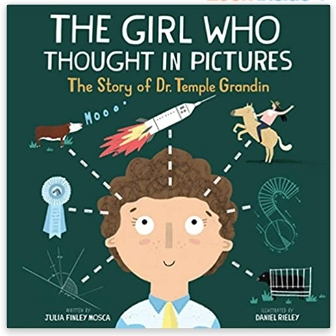 THE GIRL WHO
THOUGHT IN PICTURES
The Story of Dr. Temple Grandin
Mooo'
WRITTEN BY
JULIA FINLEY MOSCA
ILLUSTRATED BY
DANIEL RIELEY